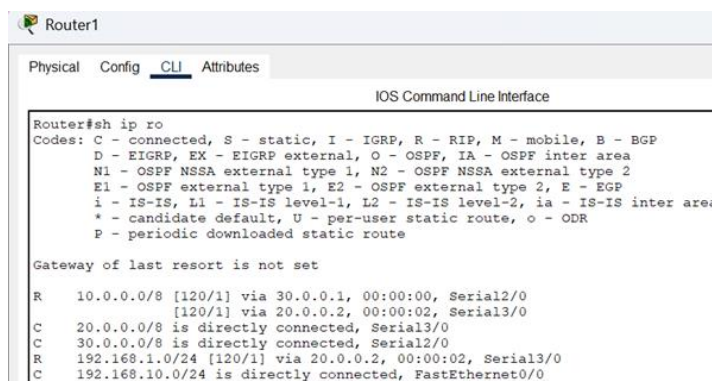 Router1
Physical Config CLI Attributes
IOS Command Line Interface
Router#sh ip ro
Codes: C - connected, S - static, I - IGRP, R - RIP, M - mobile, B - BGP
D - EIGRP, EX - EIGRP external, O - OSPF, IA - OSPF inter area
N1 - OSPF NSSA external type 1, N2 - OSPF NSSA external type 2
E1 - OSPF external type 1, E2 - OSPF external type 2, E - EGP
i - IS-IS, L1 - IS-IS level-1, L2 - IS-IS level-2, ia - IS-IS inter area
* - candidate default, U - per-user static route, o - ODR
P - periodic downloaded static route
Gateway of last resort is not set
R 10.0.0.0/8 [120/1] via 30.0.0.1, 00:00:00, Serial2/0
[120/1] via 20.0.0.2, 00:00:02, Serial3/0
C 20.0.0.0/8 is directly connected, Serial3/0
C 30.0.0.0/8 is directly connected, Serial2/0
R 192.168.1.0/24 [120/1] via 20.0.0.2, 00:00:02, Serial3/0
C 192.168.10.0/24 is directly connected, FastEthernet0/0